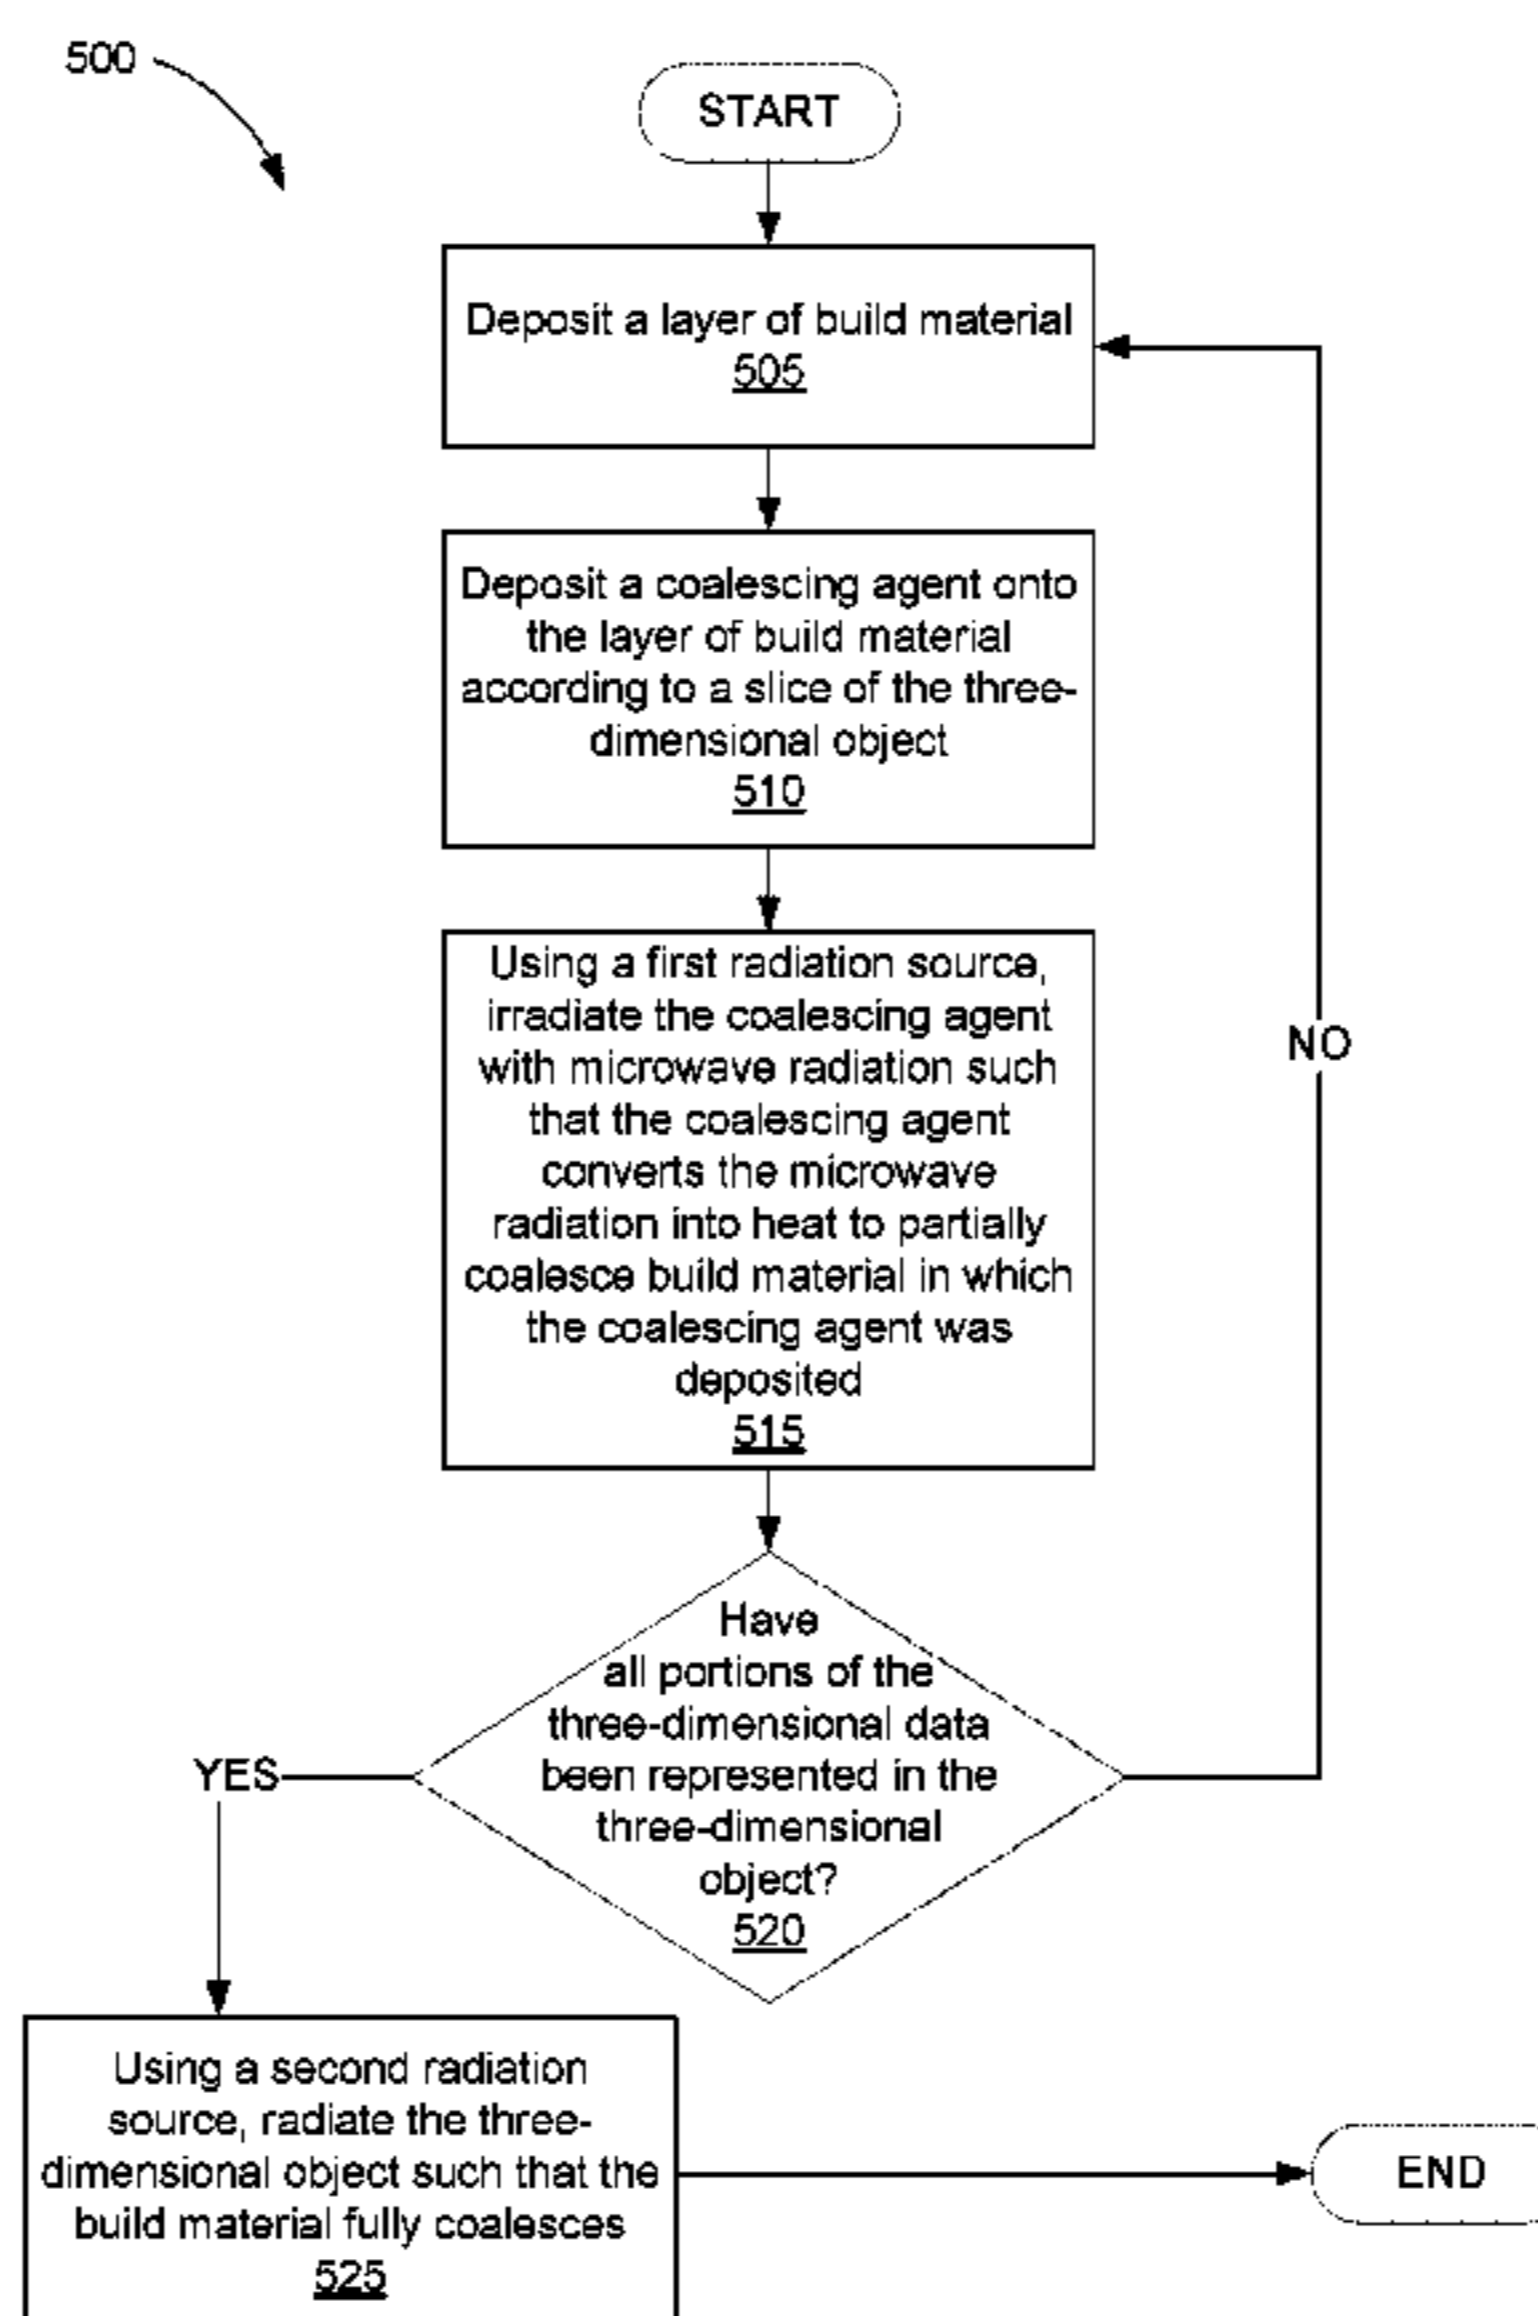 500
START
Deposit a layer of build material
505
Deposit a coalescing agent onto
the layer of build material
according to a slice of the three-
dimensional object
510
Using a first radiation source,
irradiate the coalescing agent
with microwave radiation such
that the coalescing agent
converts the microwave
radiation into heat to partially
coalesce build material in which
the coalescing agent was
deposited
515
NO
Have
all portions of the
three-dimensional data
been represented in the
three-dimensional
object?
520
YES
Using a second radiation
source, radiate the three-
dimensional object such that the
build material fully coalesces
525
END